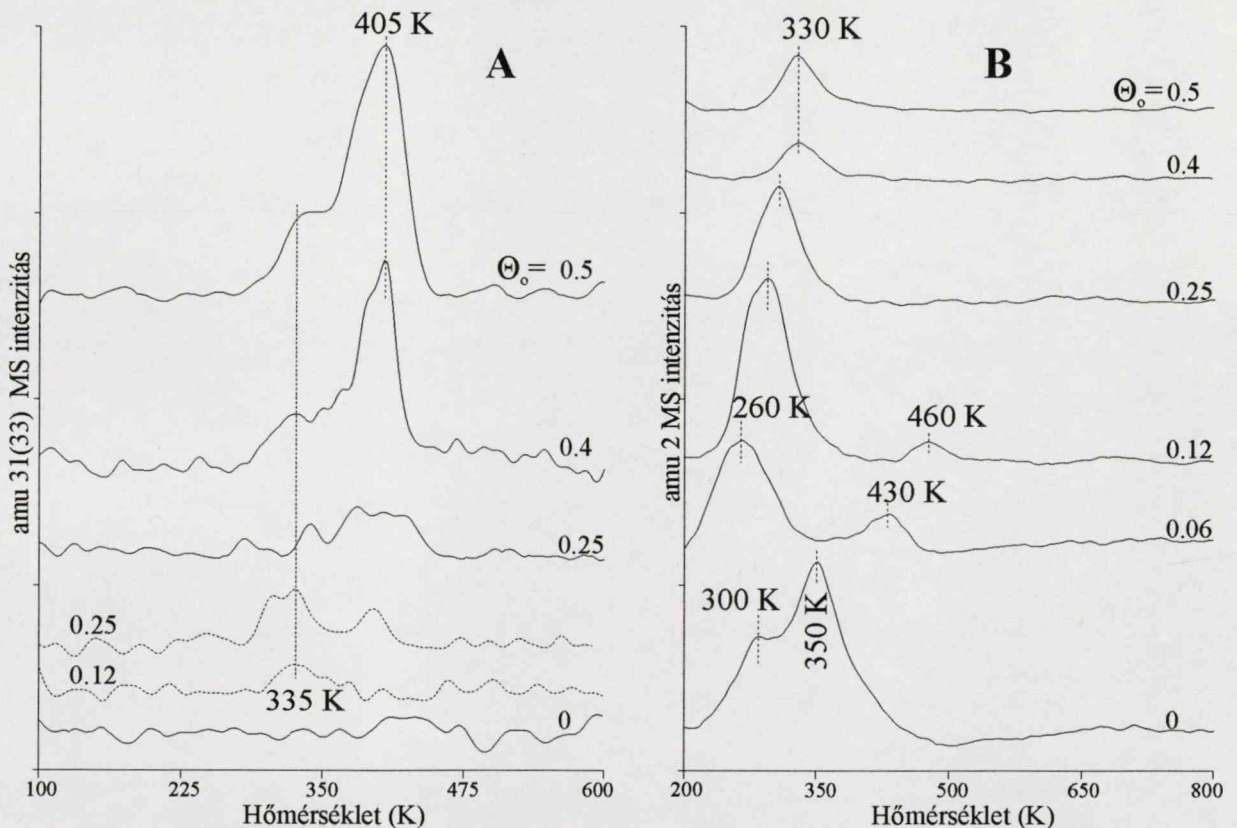 405 K
A
Θo= 0.5
0.4
0.25
0.25
0.12
335 K
0
amu 31(33) MS intenzitás
100 225 350 475 600
Hőmérséklet (K)
330 K
B
Θo= 0.5
0.4
0.25
0.12
260 K
460 K
430 K
0.06
300 K
350 K
0
amu 2 MS intenzitás
200 350 500 650 800
Hőmérséklet (K)